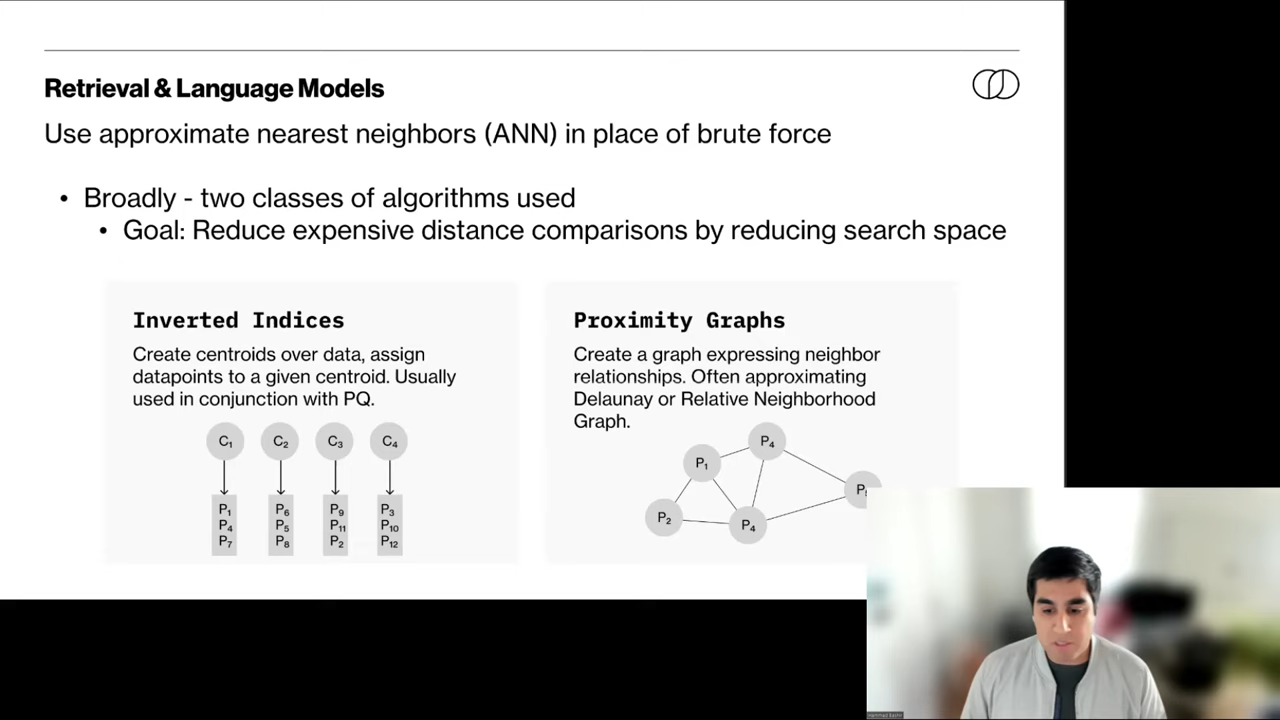 Retrieval & Language Models
Use approximate nearest neighbors (ANN) in place of brute force
• Broadly - two classes of algorithms used
• Goal: Reduce expensive distance comparisons by reducing search space
Inverted Indices
Create centroids over data, assign
datapoints to a given centroid. Usually
used in conjunction with PQ.
C₁ C₂ C₃ C₄
P₁ P₆ P₉ P₃
P₄ P₅ P₁₁ P₁₀
P₇ P₈ P₂ P₁₂
Proximity Graphs
Create a graph expressing neighbor
relationships. Often approximating
Delaunay or Relative Neighborhood
Graph.
P₄
P₁
P₂
P₄